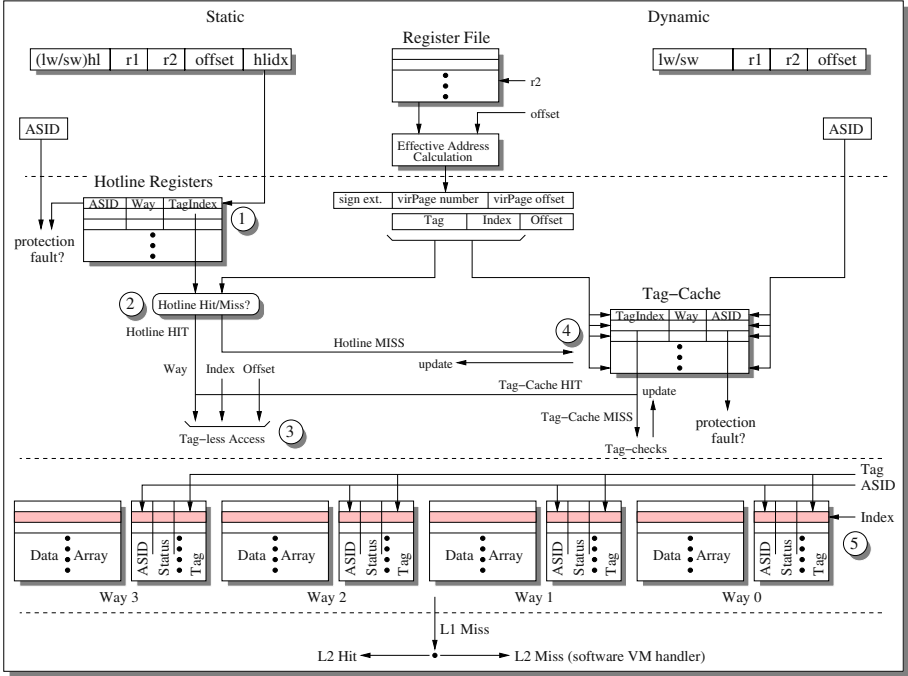 Static
Dynamic
Register File
(lw/sw)hl r1 r2 offset hlidx
lw/sw r1 r2 offset
r2
offset
ASID
ASID
Effective Address
Calculation
Hotline Registers
ASID Way TagIndex
1
protection
fault?
sign ext. virPage number virPage offset
Tag Index Offset
2
Hotline Hit/Miss?
Hotline HIT
Hotline MISS
update
Tag-Cache
TagIndex Way ASID
4
Way Index Offset
Tag-Cache HIT
update
Tag-Cache MISS
Tag-checks
protection
fault?
Tag-less Access
3
Tag
ASID
Index
5
Data Array ASID Status Tag
Data Array ASID Status Tag
Data Array ASID Status Tag
Data Array ASID Status Tag
Way 3 Way 2 Way 1 Way 0
L1 Miss
L2 Hit
L2 Miss (software VM handler)